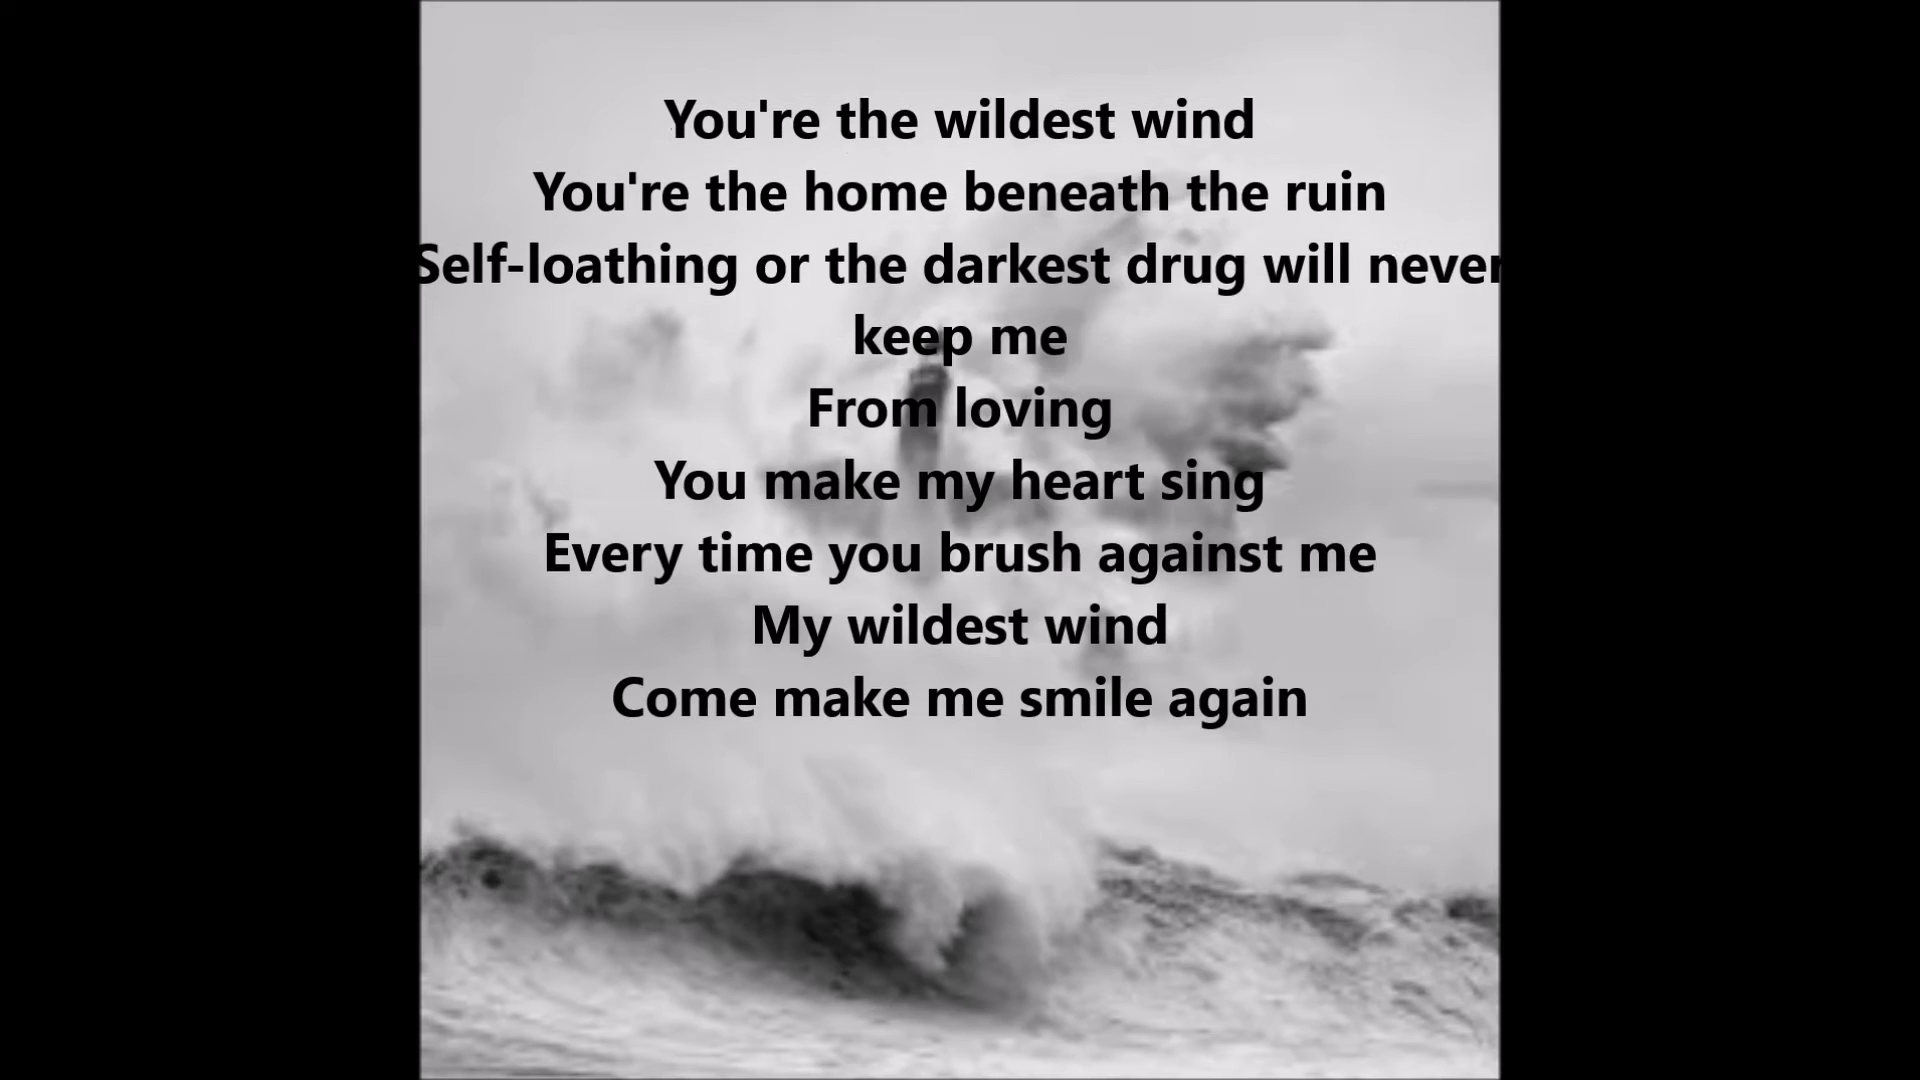 You're the wildest wind
You're the home beneath the ruin
Self-loathing or the darkest drug will never
keep me
From loving
You make my heart sing
Every time you brush against me
My wildest wind
Come make me smile again